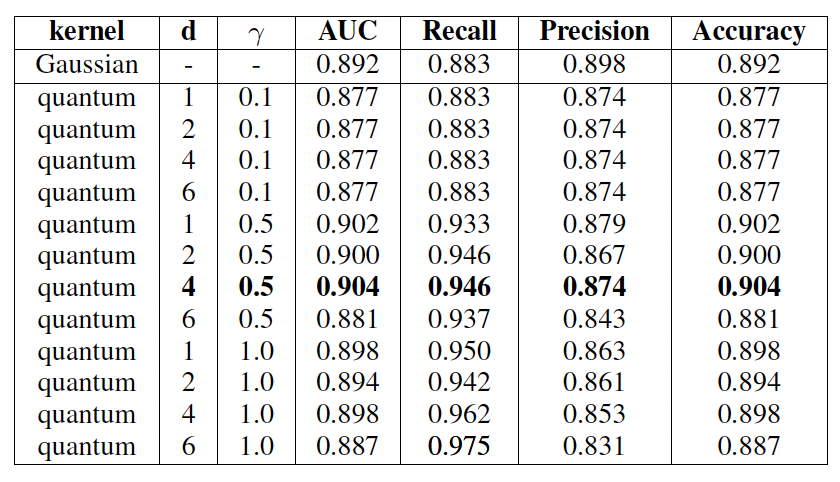 kernel d γ AUC Recall Precision Accuracy
Gaussian - - 0.892 0.883 0.898 0.892
quantum 1 0.1 0.877 0.883 0.874 0.877
quantum 2 0.1 0.877 0.883 0.874 0.877
quantum 4 0.1 0.877 0.883 0.874 0.877
quantum 6 0.1 0.877 0.883 0.874 0.877
quantum 1 0.5 0.902 0.933 0.879 0.902
quantum 2 0.5 0.900 0.946 0.867 0.900
quantum 4 0.5 0.904 0.946 0.874 0.904
quantum 6 0.5 0.881 0.937 0.843 0.881
quantum 1 1.0 0.898 0.950 0.863 0.898
quantum 2 1.0 0.894 0.942 0.861 0.894
quantum 4 1.0 0.898 0.962 0.853 0.898
quantum 6 1.0 0.887 0.975 0.831 0.887